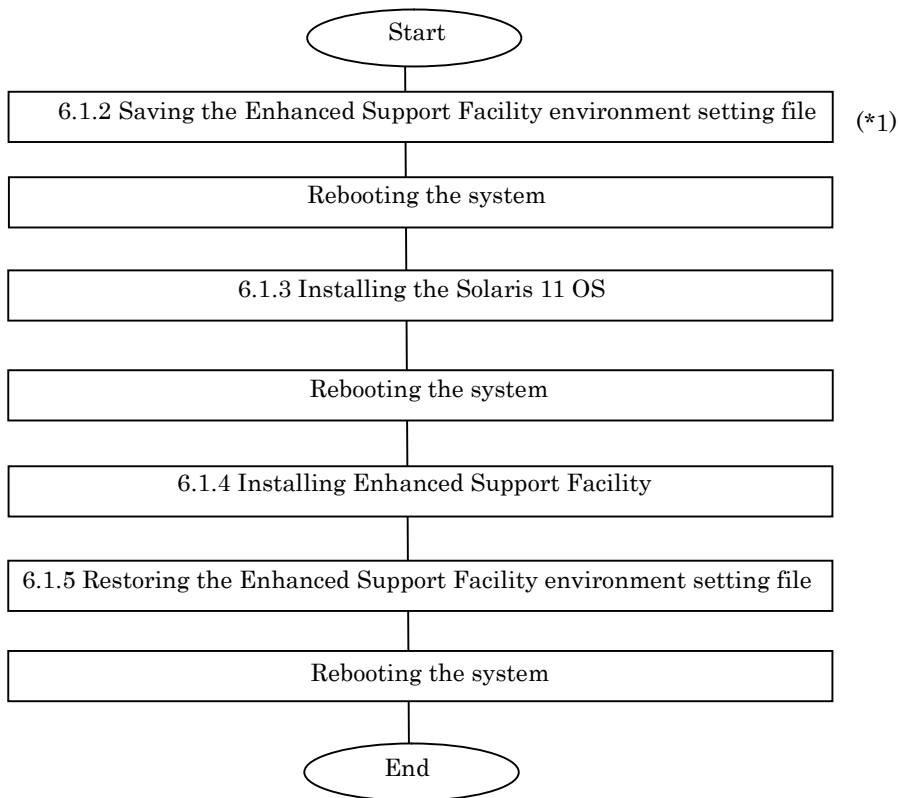 Start
6.1.2 Saving the Enhanced Support Facility environment setting file
(*1)
Rebooting the system
6.1.3 Installing the Solaris 11 OS
Rebooting the system
6.1.4 Installing Enhanced Support Facility
6.1.5 Restoring the Enhanced Support Facility environment setting file
Rebooting the system
End